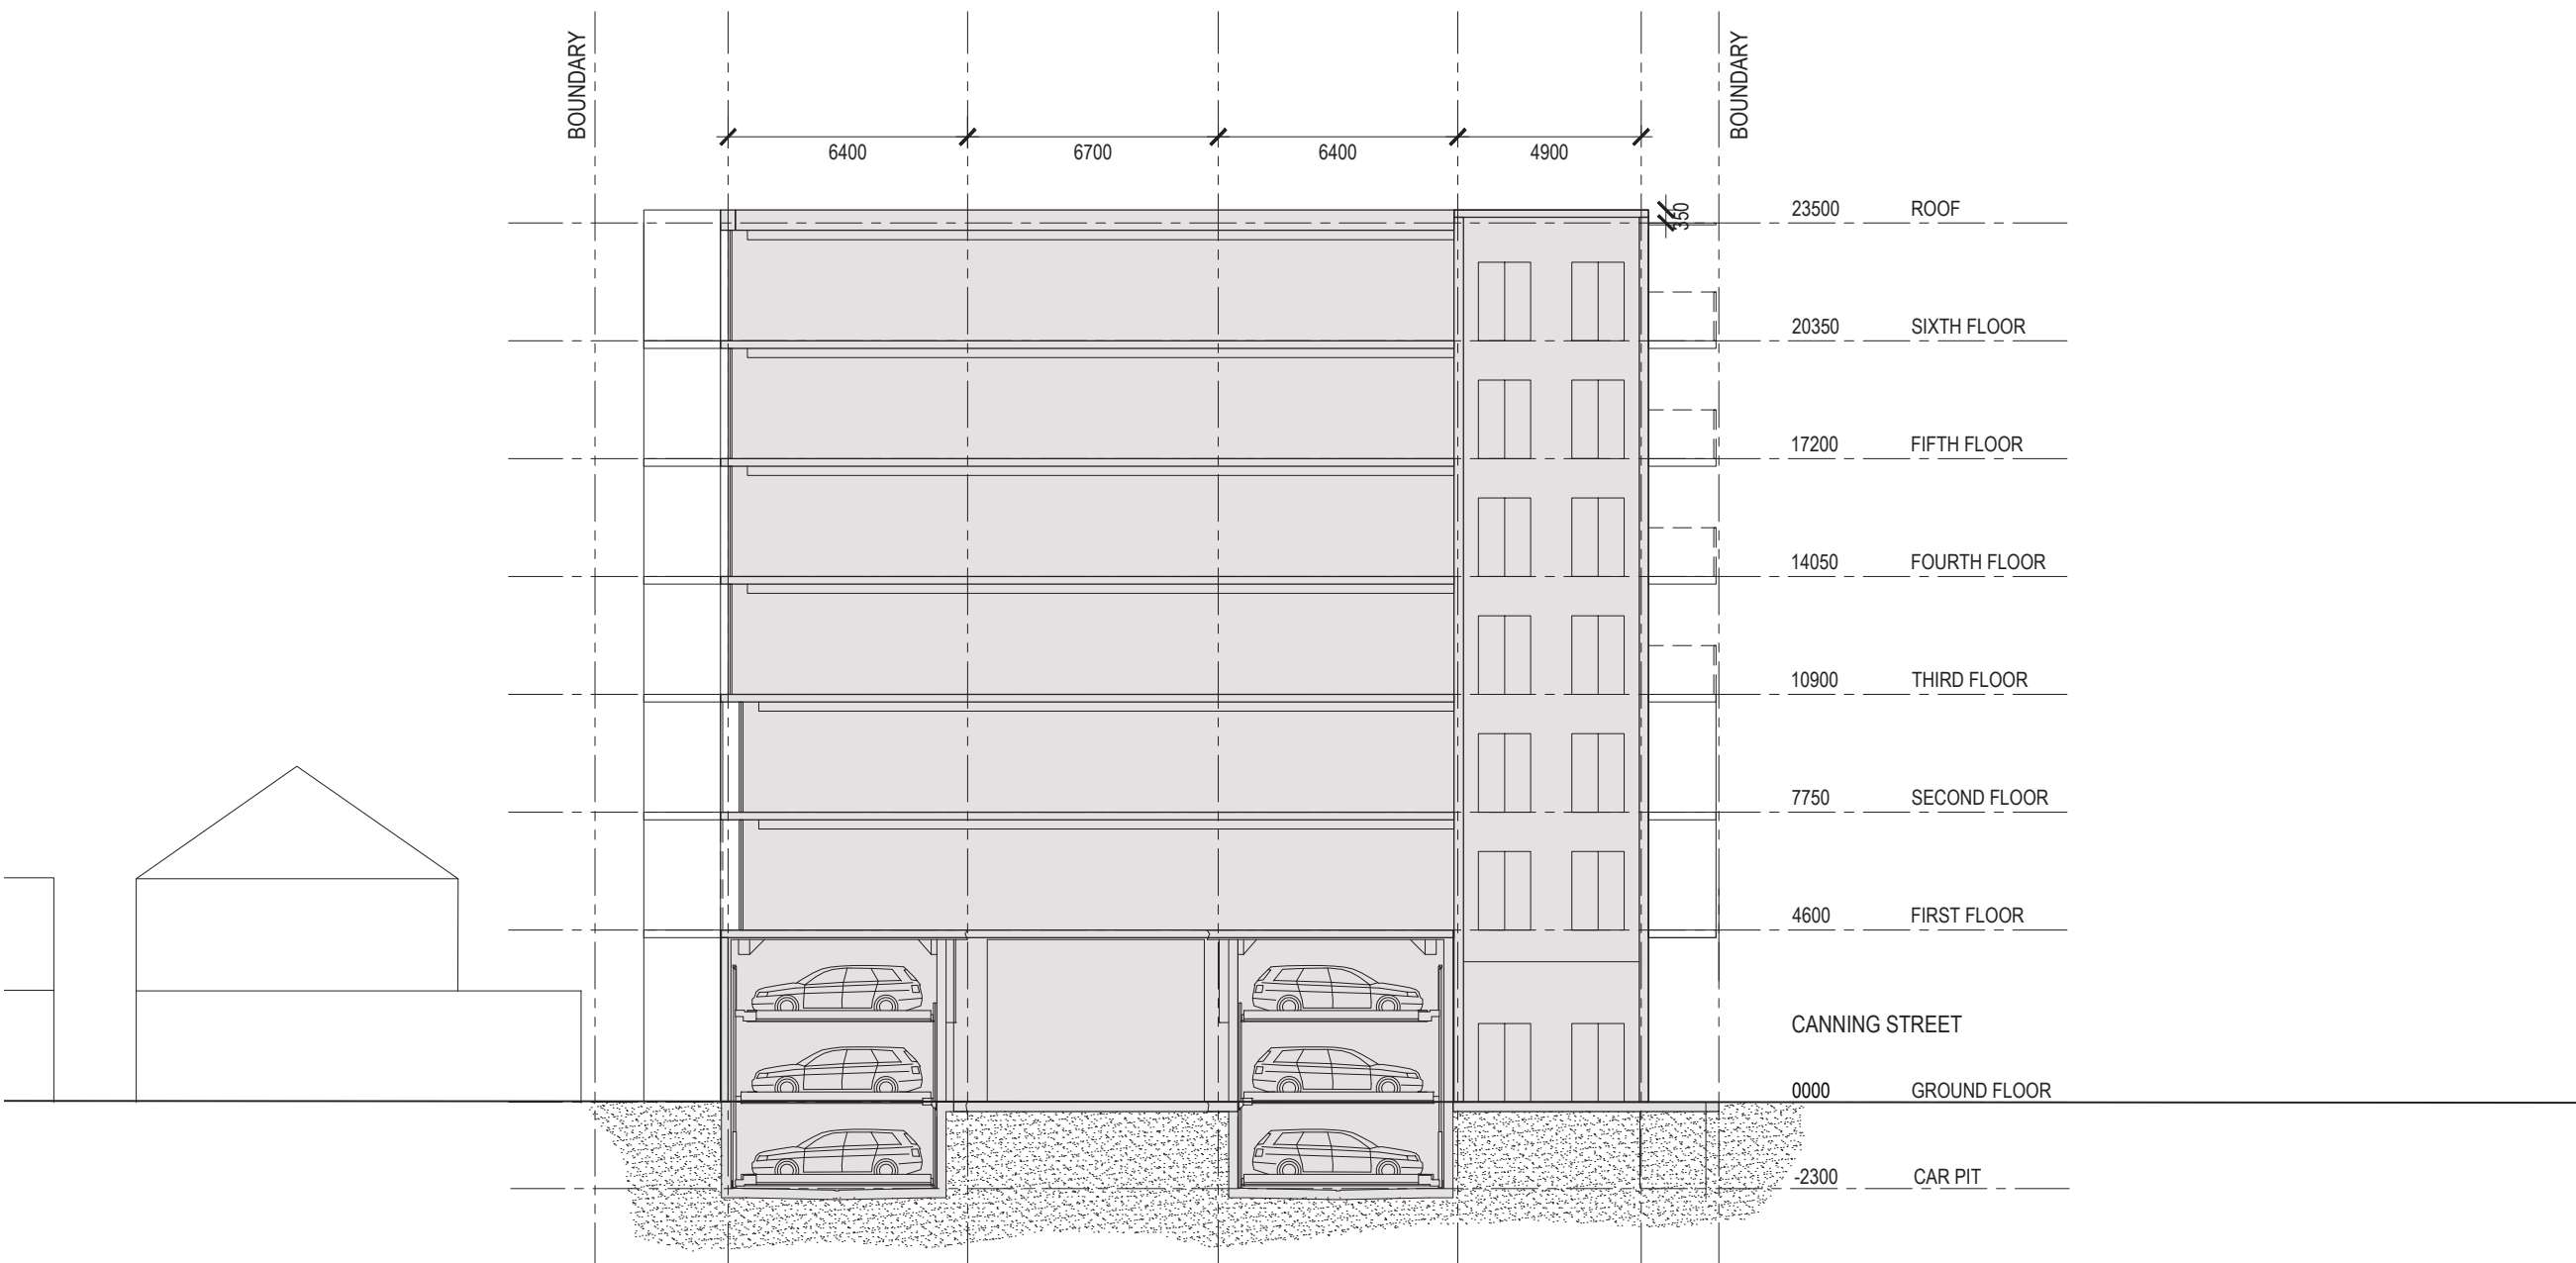 BOUNDARY
BOUNDARY
6400
6700
6400
4900
350
23500 ROOF
20350 SIXTH FLOOR
17200 FIFTH FLOOR
14050 FOURTH FLOOR
10900 THIRD FLOOR
7750 SECOND FLOOR
4600 FIRST FLOOR
CANNING STREET
0000 GROUND FLOOR
-2300 CAR PIT